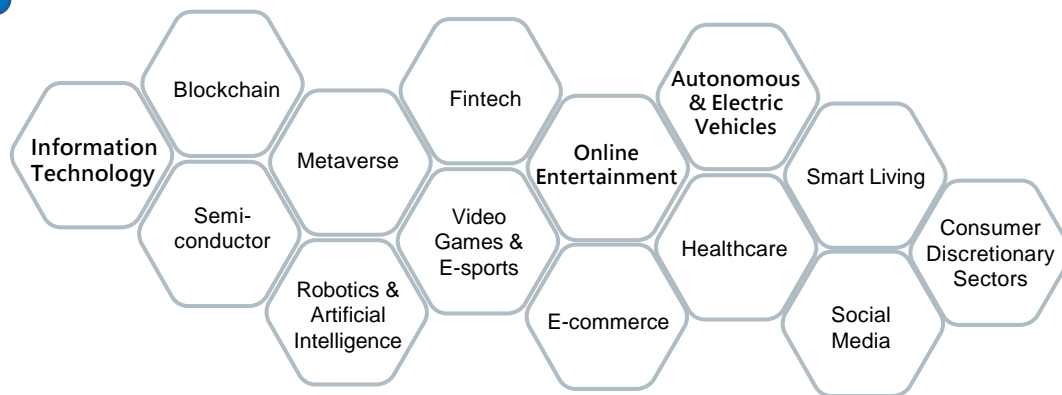 Information
Technology
Blockchain
Semi-
conductor
Metaverse
Robotics &
Artificial
Intelligence
Fintech
Video
Games &
E-sports
Online
Entertainment
E-commerce
Autonomous
& Electric
Vehicles
Healthcare
Smart Living
Social
Media
Consumer
Discretionary
Sectors